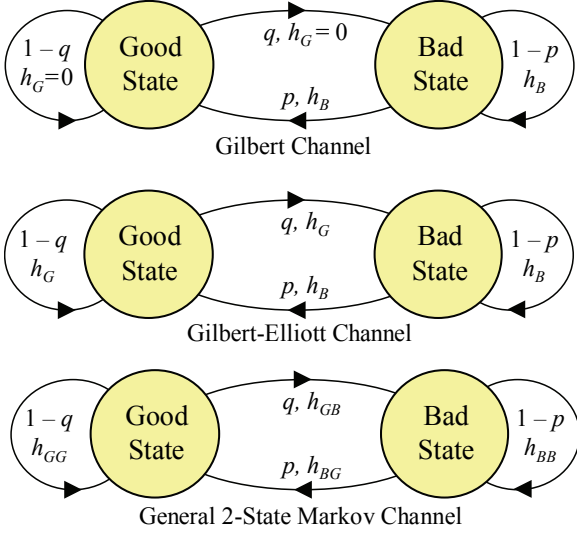 1 – q
h_G=0
Good
State
q, h_G = 0
p, h_B
Bad
State
1 – p
h_B
Gilbert Channel
1 – q
h_G
Good
State
q, h_G
p, h_B
Bad
State
1 – p
h_B
Gilbert-Elliott Channel
1 – q
h_GG
Good
State
q, h_GB
p, h_BG
Bad
State
1 – p
h_BB
General 2-State Markov Channel